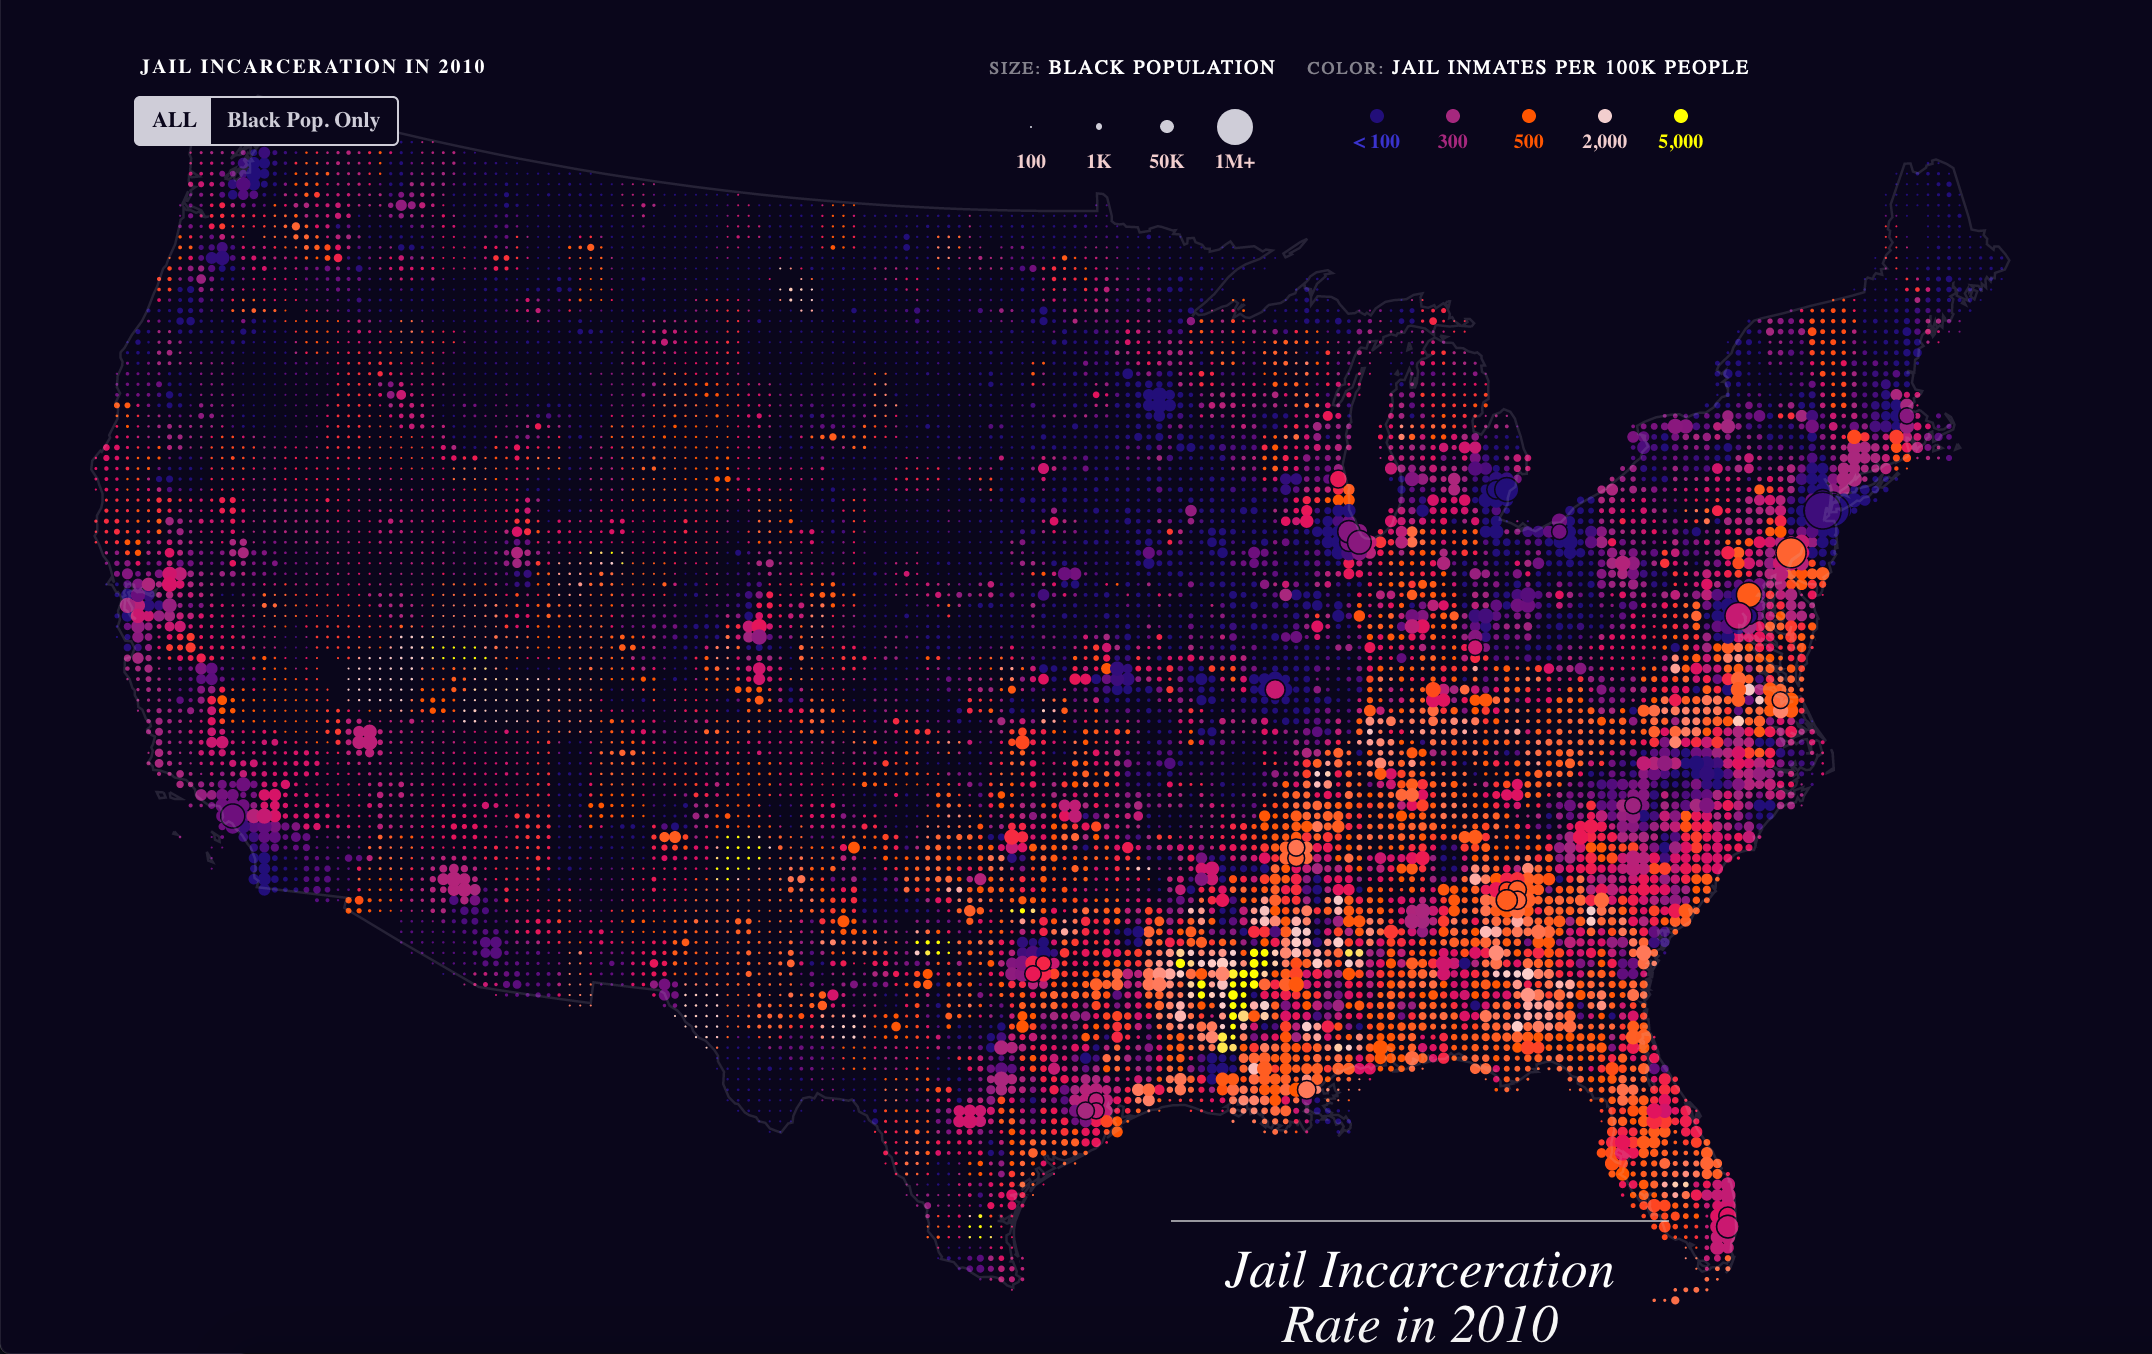 JAIL INCARCERATION IN 2010
ALL Black Pop. Only
SIZE: BLACK POPULATION
100 1K 50K 1M+
COLOR: JAIL INMATES PER 100K PEOPLE
< 100 300 500 2,000 5,000
Jail Incarceration
Rate in 2010